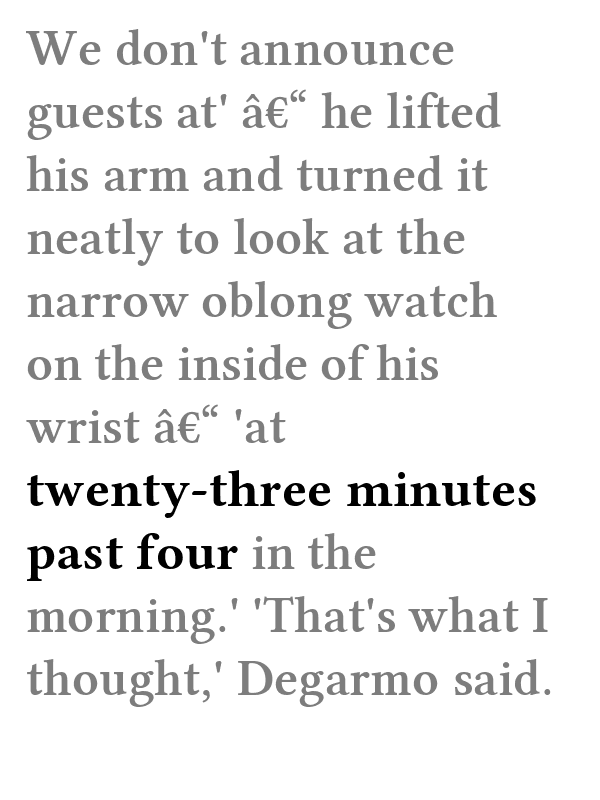 We don't announce
guests at' â€“ he lifted
his arm and turned it
neatly to look at the
narrow oblong watch
on the inside of his
wrist â€“ 'at
twenty-three minutes
past four in the
morning.' 'That's what I
thought,' Degarmo said.